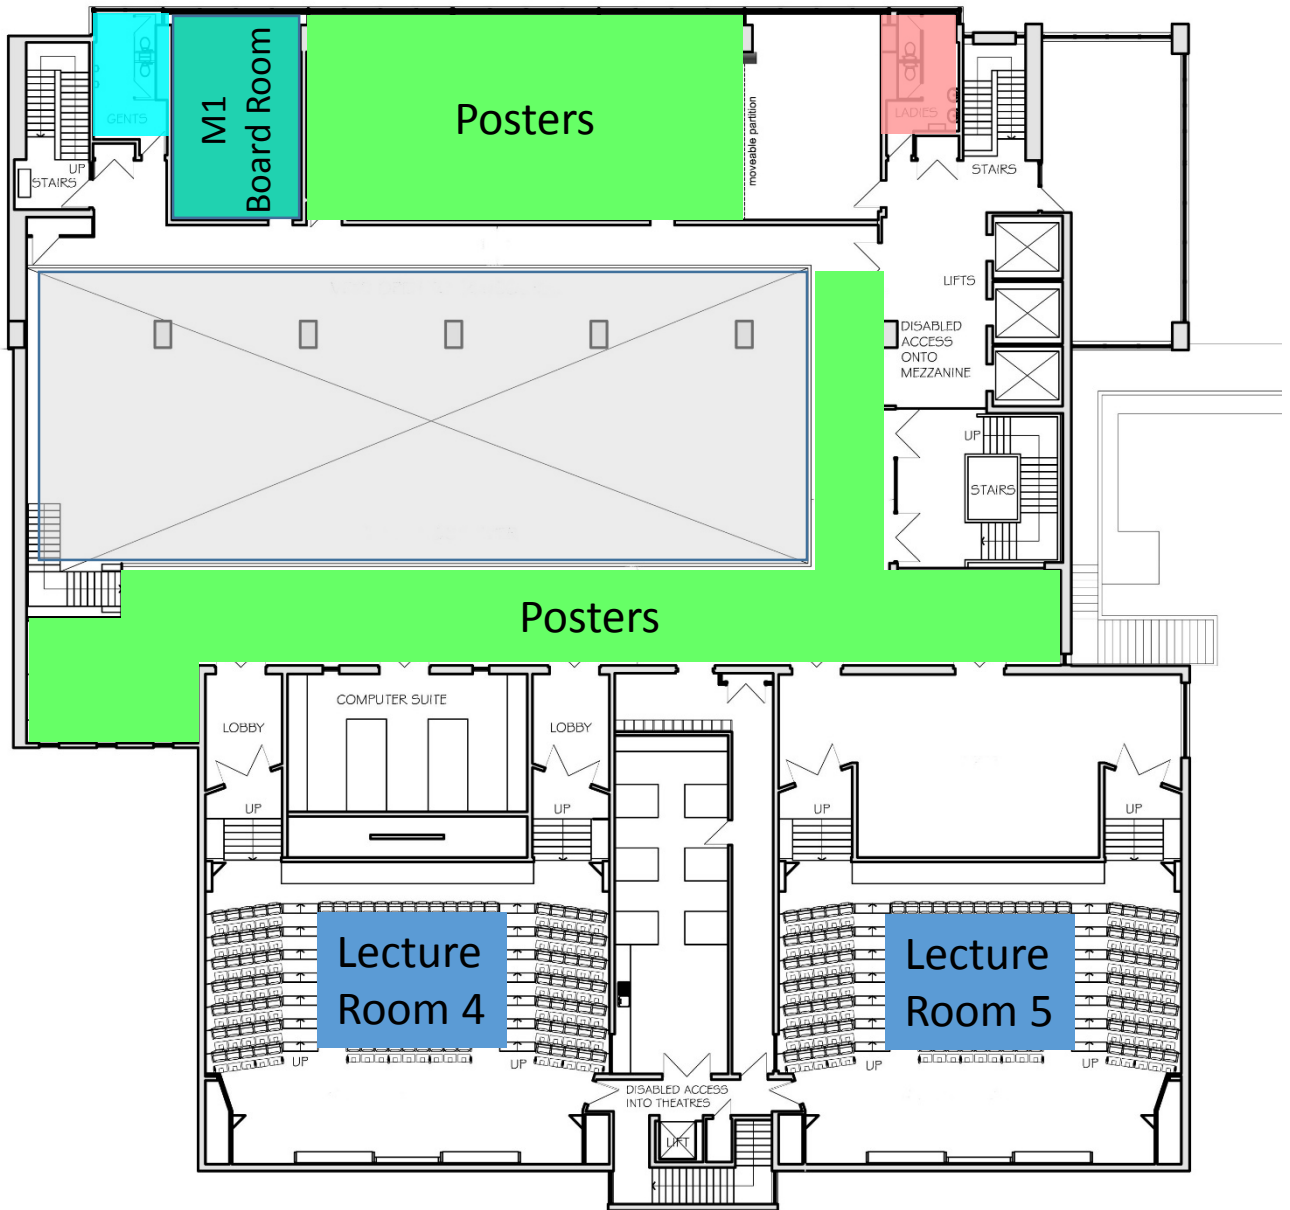 GENTS
M1
Board Room
Posters
moveable partition
LADIES
UP
STAIRS
STAIRS
LIFTS
DISABLED
ACCESS
ONTO
MEZZANINE
UP
STAIRS
Posters
COMPUTER SUITE
LOBBY
LOBBY
UP
UP
UP
UP
Lecture
Room 4
Lecture
Room 5
UP
UP
UP
UP
DISABLED ACCESS
INTO THEATRES
LIFT